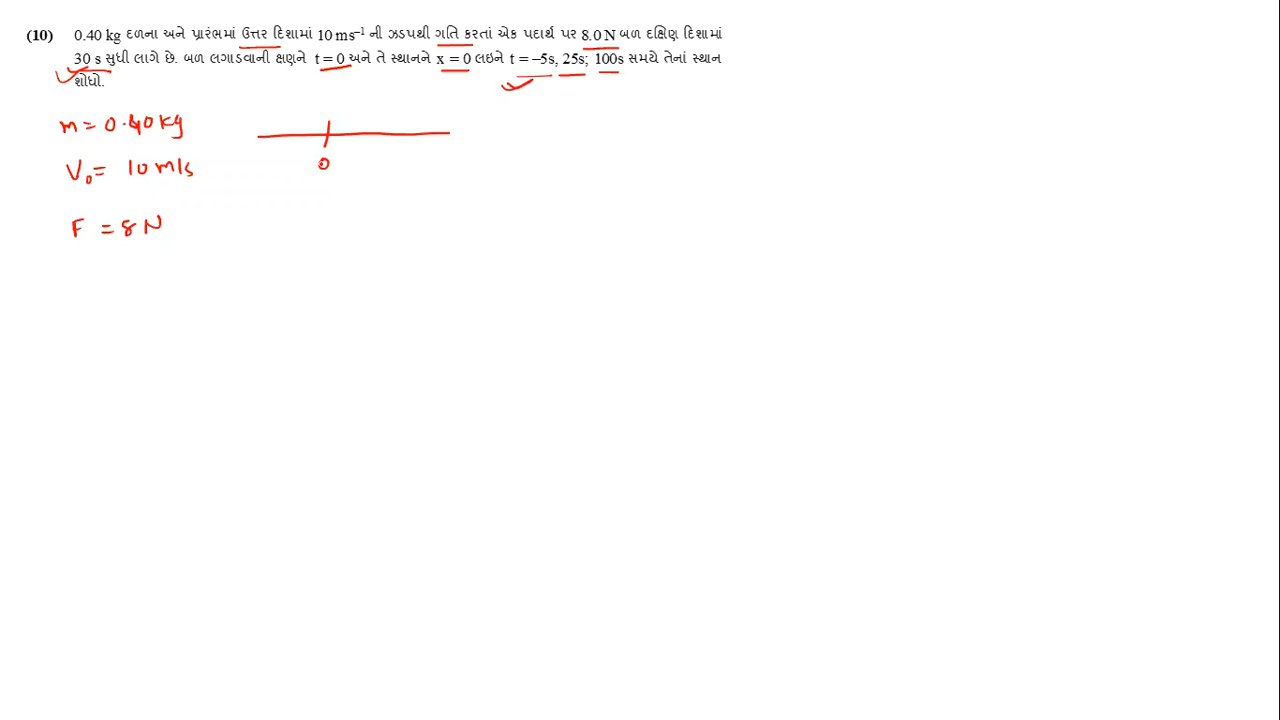 (10) 0.40 kg દળના અને પ્રારંભમાં ઉત્તર દિશામાં 10 ms⁻¹ ની ઝડપથી ગતિ કરતાં એક પદાર્થ પર 8.0 N બળ દક્ષિણ દિશામાં
30 s સુધી લાગે છે. બળ લગાડવાની ક્ષણને t = 0 અને તે સ્થાનને x = 0 લઇને t = –5s, 25s; 100s સમયે તેનાં સ્થાન
શોધો.
m = 0.40 kg
V₀ = 10 m/s
0
F = 8 N